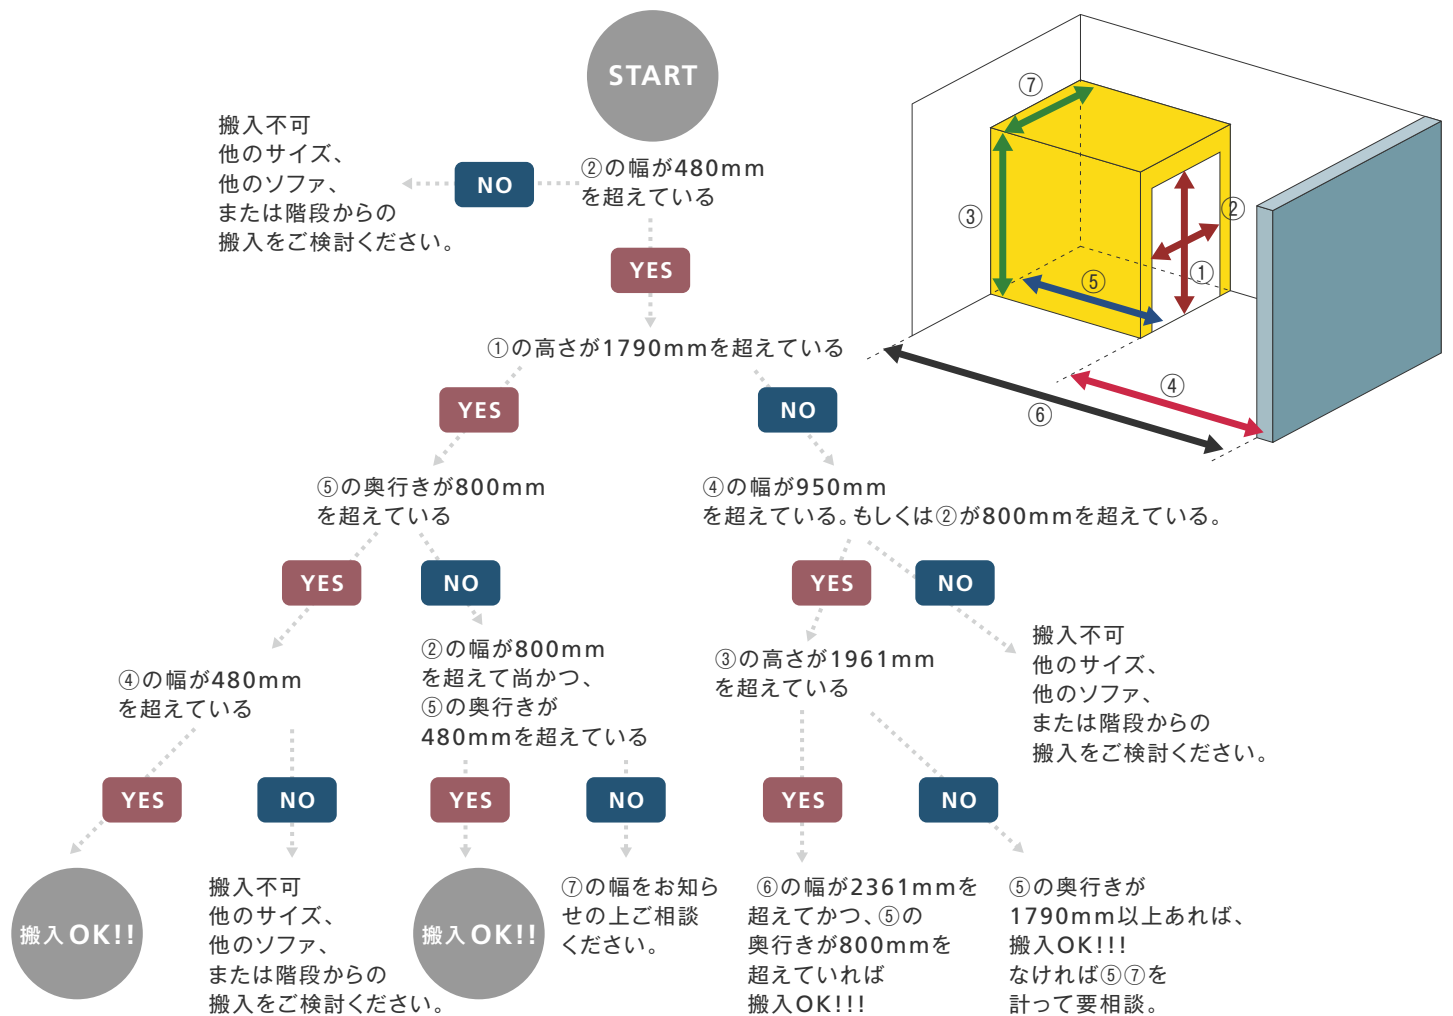 START
②の幅が480mm
を超えている
NO
搬入不可
他のサイズ、
他のソファ、
または階段からの
搬入をご検討ください。
YES
①の高さが1790mmを超えている
YES
NO
⑤の奥行きが800mm
を超えている
④の幅が950mm
を超えている。もしくは②が800mmを超えている。
YES
NO
YES
NO
④の幅が480mm
を超えている
②の幅が800mm
を超えて尚かつ、
⑤の奥行きが
480mmを超えている
③の高さが1961mm
を超えている
搬入不可
他のサイズ、
他のソファ、
または階段からの
搬入をご検討ください。
YES
NO
YES
NO
YES
NO
搬入OK!!
搬入不可
他のサイズ、
他のソファ、
または階段からの
搬入をご検討ください。
搬入OK!!
⑦の幅をお知ら
せの上ご相談
ください。
⑥の幅が2361mmを
超えてかつ、⑤の
奥行きが800mmを
超えていれば
搬入OK!!!
⑤の奥行きが
1790mm以上あれば、
搬入OK!!!
なければ⑤⑦を
計って要相談。
⑦
③
②
①
⑤
④
⑥